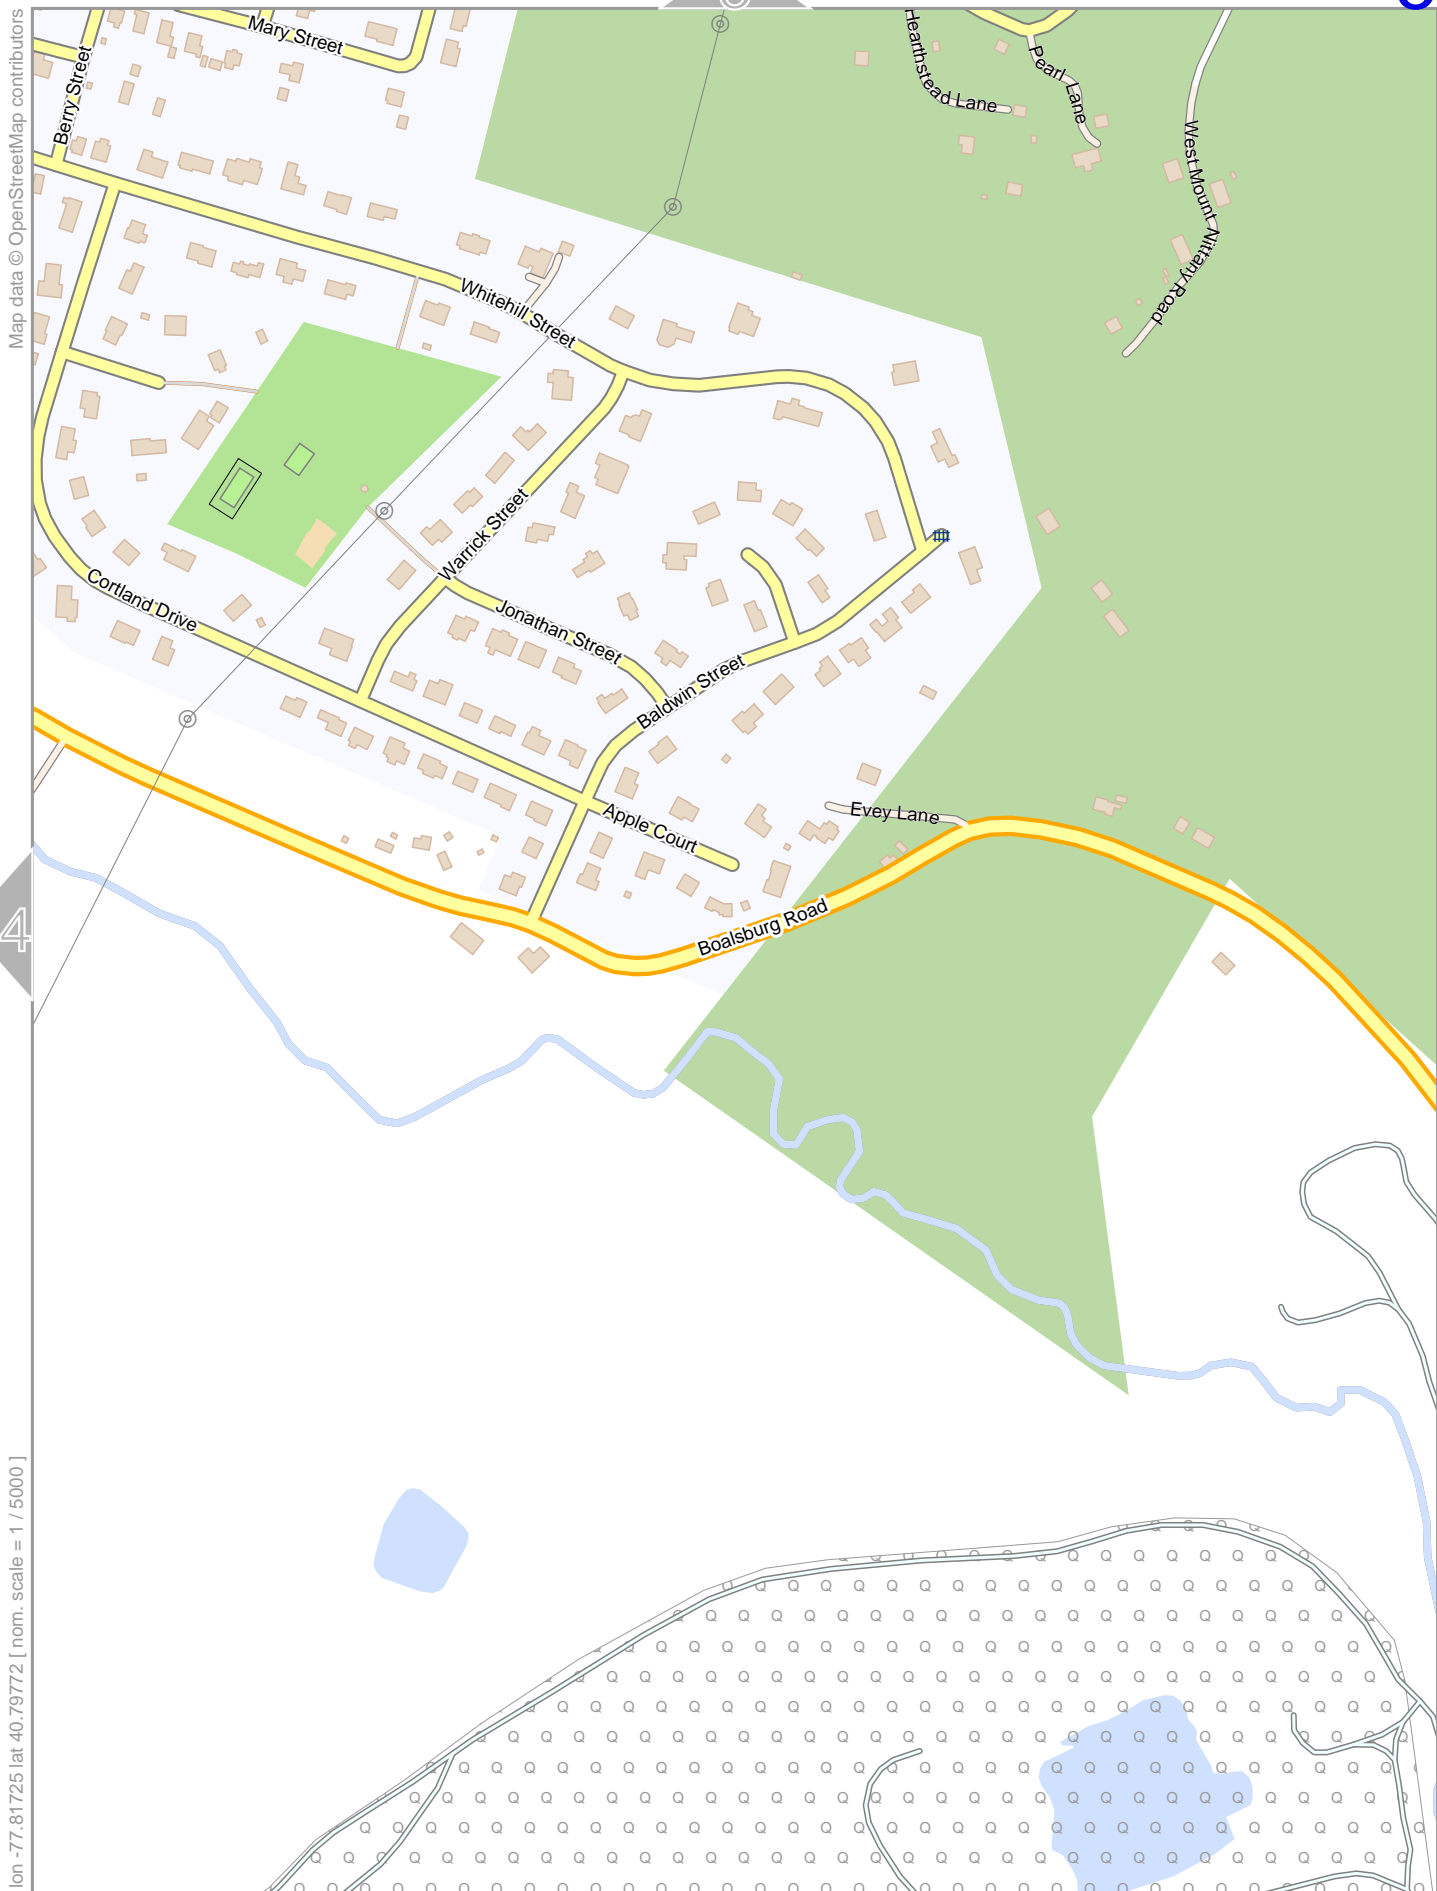 Map data © OpenStreetMap contributors
Mary Street
Berry Street
Hearthstead Lane
Pearl Lane
West Mount Nittany Road
Whitehill Street
Warrick Street
Cortland Drive
Jonathan Street
Baldwin Street
Apple Court
Evey Lane
Boalsburg Road
4
lon -77.81725 lat 40.79772 [ nom. scale = 1 / 5000 ]